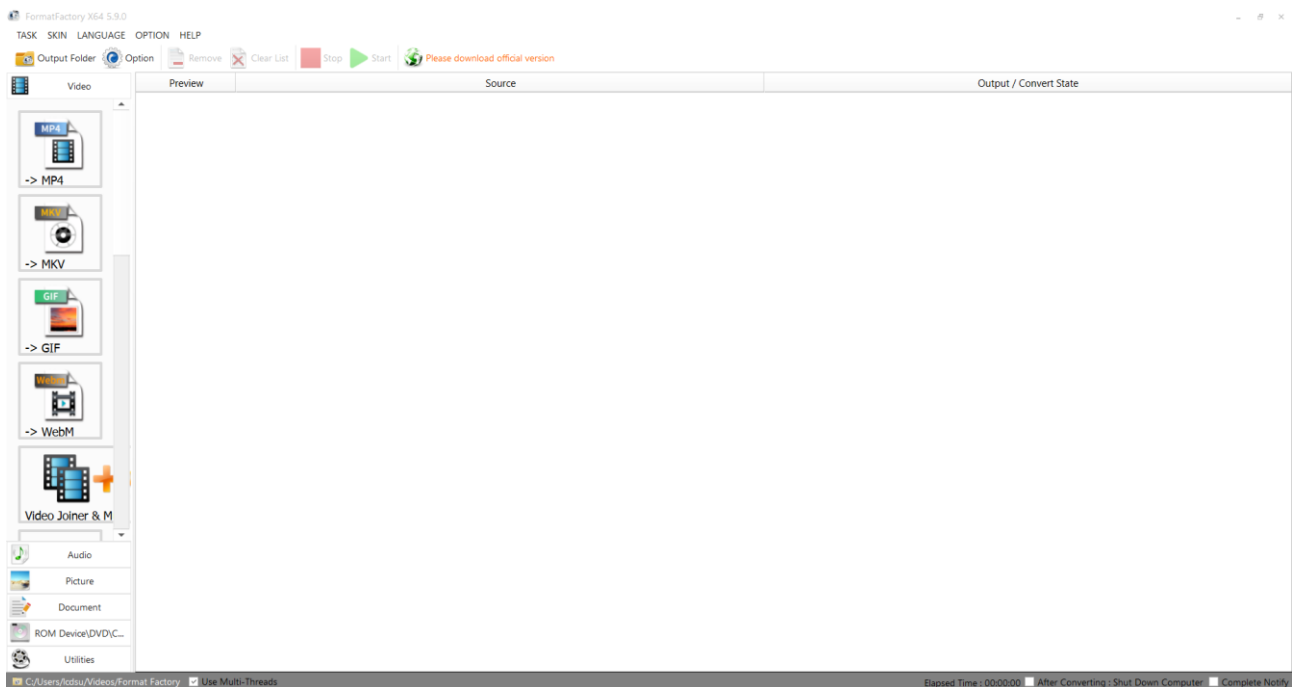 FormatFactory X64 5.9.0
TASK SKIN LANGUAGE OPTION HELP
Output Folder Option Remove Clear List Stop Start Please download official version
Video Preview Source Output / Convert State
MP4
-> MP4
MKV
-> MKV
GIF
-> GIF
WebM
-> WebM
Video Joiner & M
Audio
Picture
Document
ROM Device\DVD\C...
Utilities
C:/Users/lcdsu/Videos/Format Factory Use Multi-Threads Elapsed Time : 00:00:00 After Converting : Shut Down Computer Complete Notify